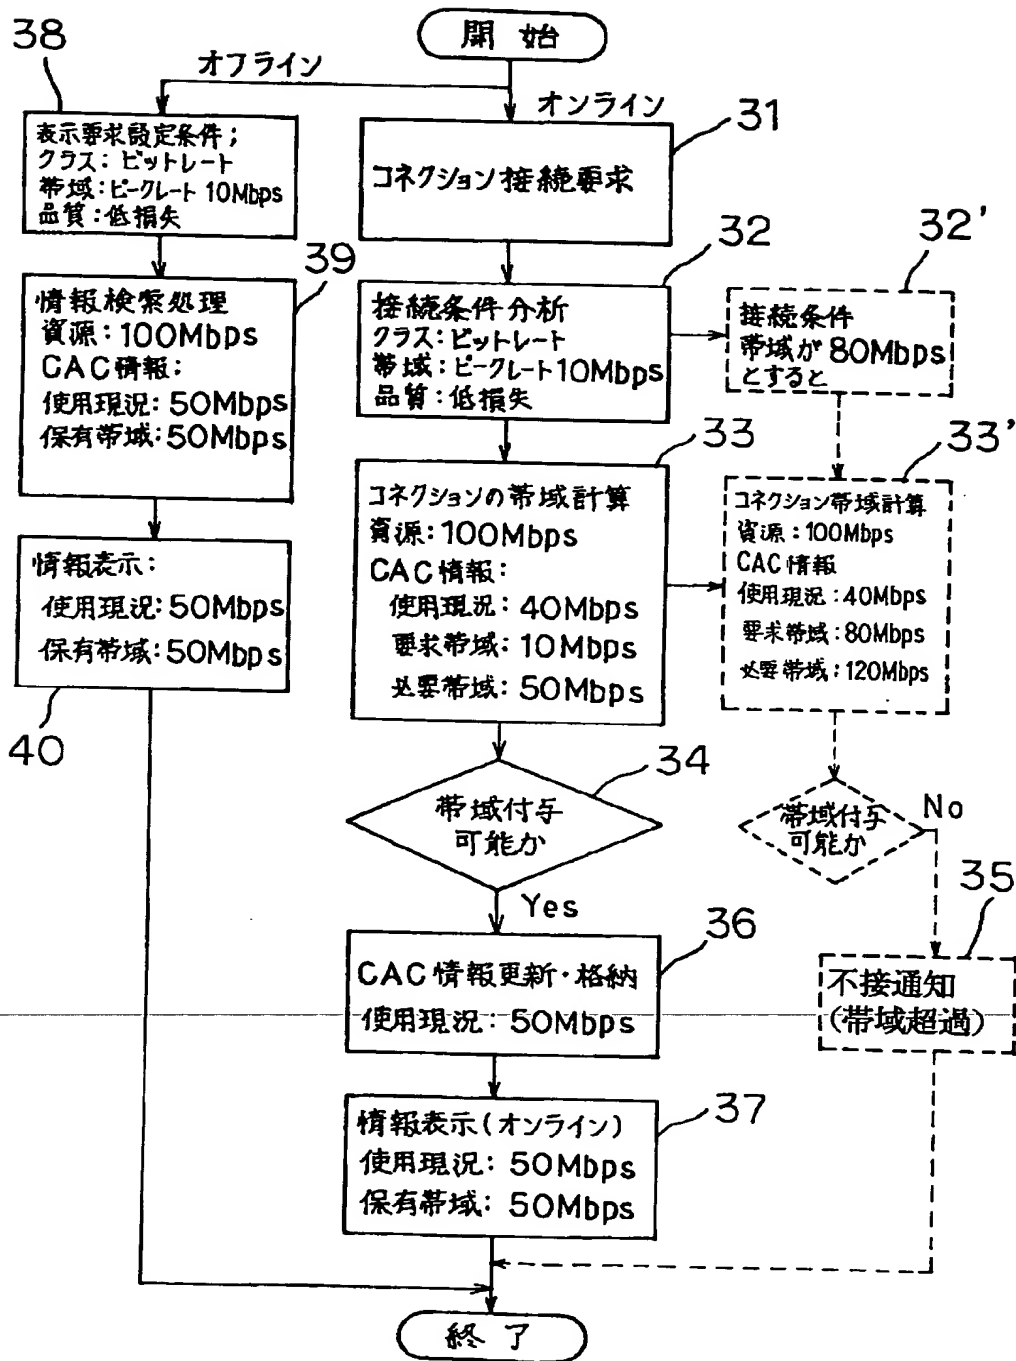 開始
オフライン
オンライン
38
表示要求設定条件;
クラス:ビットレート
帯域:ピークレート 10Mbps
品質:低損失
39
情報検索処理
資源:100Mbps
CAC情報:
使用現況:50Mbps
保有帯域:50Mbps
情報表示:
使用現況:50Mbps
保有帯域:50Mbps
40
31
コネクション接続要求
32
接続条件分析
クラス:ビットレート
帯域:ピークレート10Mbps
品質:低損失
33
コネクションの帯域計算
資源:100Mbps
CAC情報:
使用現況:40Mbps
要求帯域:10Mbps
必要帯域:50Mbps
34
帯域付与
可能か
Yes
36
CAC情報更新・格納
使用現況:50Mbps
37
情報表示(オンライン)
使用現況:50Mbps
保有帯域:50Mbps
32'
接続条件
帯域が80Mbps
とすると
33'
コネクション帯域計算
資源:100Mbps
CAC情報
使用現況:40Mbps
要求帯域:80Mbps
必要帯域:120Mbps
帯域付与
可能か
No
35
不接通知
(帯域超過)
終了